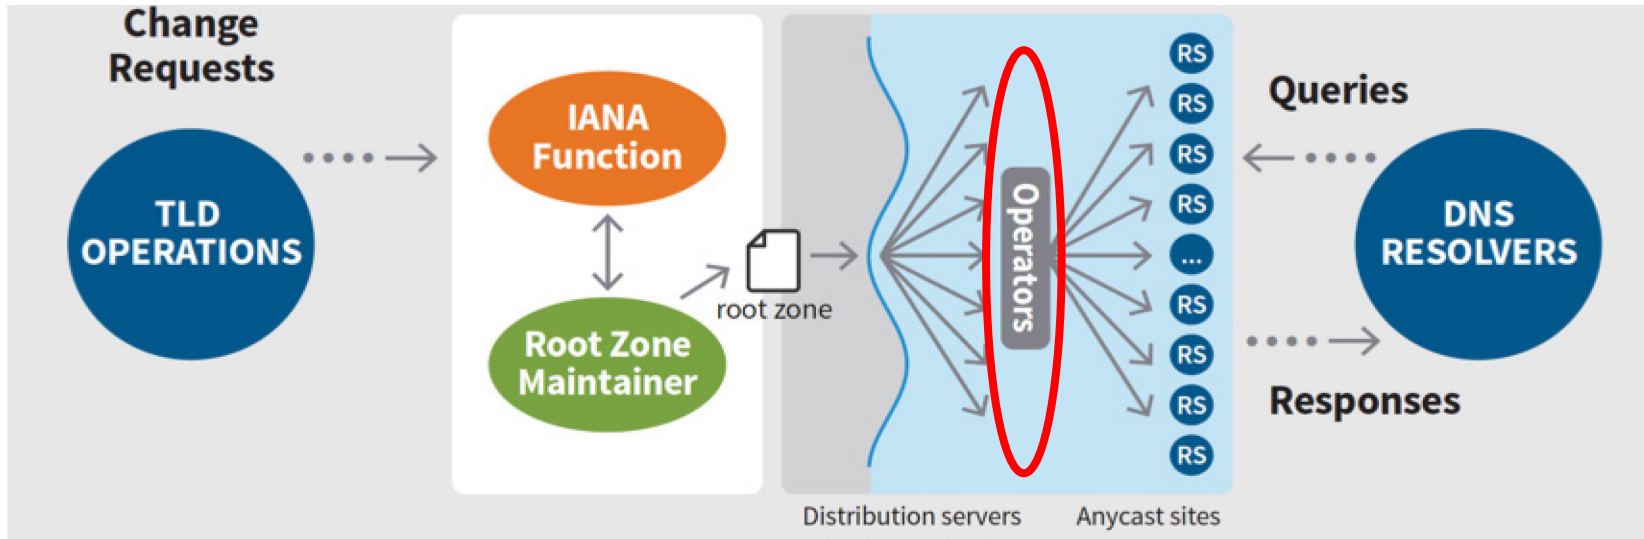 Change
Requests
TLD
OPERATIONS
IANA
Function
Root Zone
Maintainer
root zone
Operators
RS
RS
RS
RS
...
RS
RS
RS
RS
Distribution servers
Anycast sites
Queries
DNS
RESOLVERS
Responses